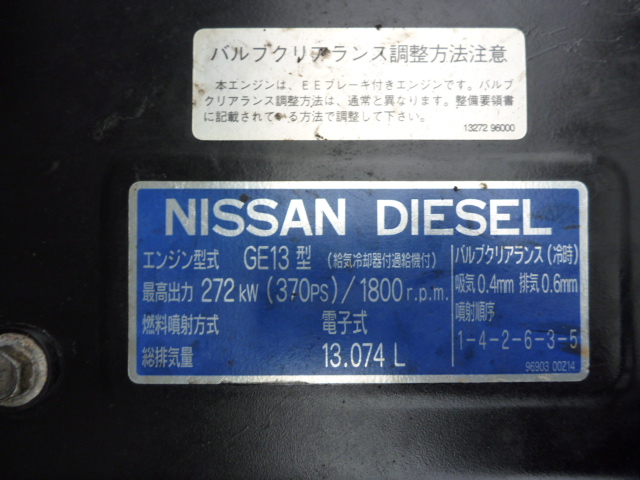 バルブクリアランス調整方法注意
本エンジンは、EEブレーキ付きエンジンです。バルブ
クリアランス調整方法は、通常と異なります。整備要領書
に記載されている方法で調整して下さい。
13272 96000
NISSAN DIESEL
エンジン型式 GE13型 (給気冷却器付過給機付)
最高出力 272kW (370PS)/1800r.p.m.
燃料噴射方式 電子式
総排気量 13.074 L
バルブクリアランス(冷時)
吸気0.4mm 排気0.6mm
噴射順序
1-4-2-6-3-5
96903 00Z14